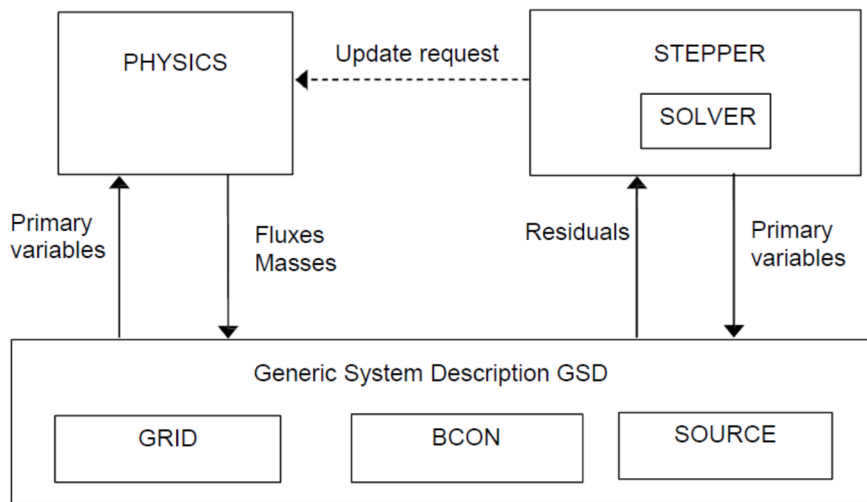 PHYSICS
Update request
STEPPER
SOLVER
Primary
variables
Fluxes
Masses
Residuals
Primary
variables
Generic System Description GSD
GRID
BCON
SOURCE